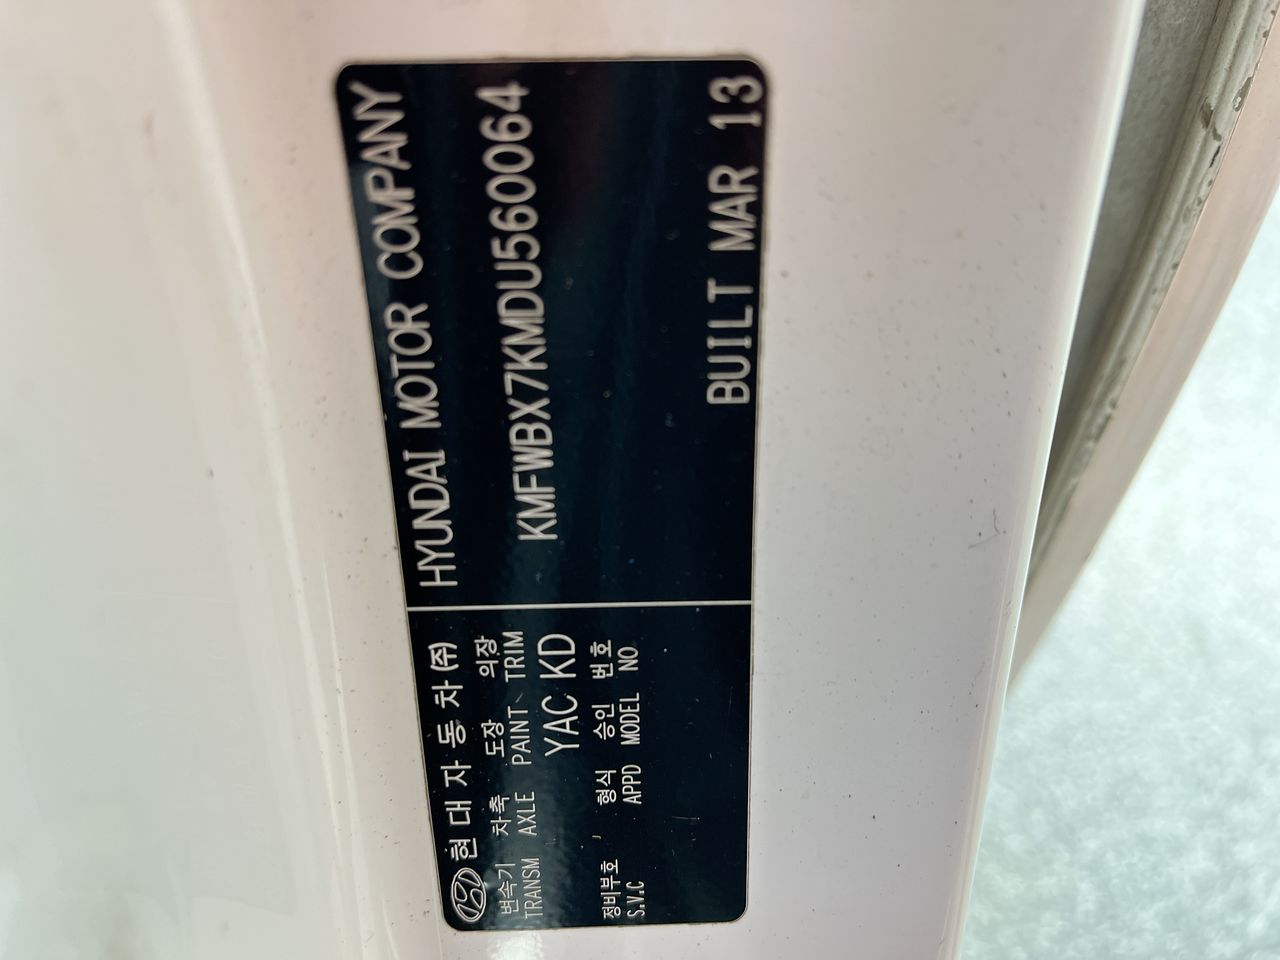 현대자동차(주)
변속기 차축 도장 의장
TRANSM AXLE PAINT TRIM
YAC KD
정비부호 형식 승인 번호
S.V.C APPD MODEL NO
HYUNDAI MOTOR COMPANY
KMFWBX7KMDU560064
BUILT MAR 13